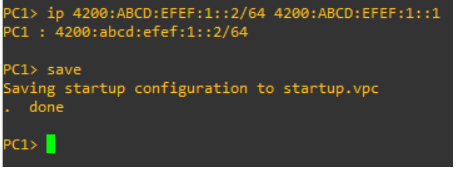 PC1> ip 4200:ABCD:EFEF:1::2/64 4200:ABCD:EFEF:1::1
PC1 : 4200:abcd:efef:1::2/64
PC1> save
Saving startup configuration to startup.vpc
.  done
PC1>